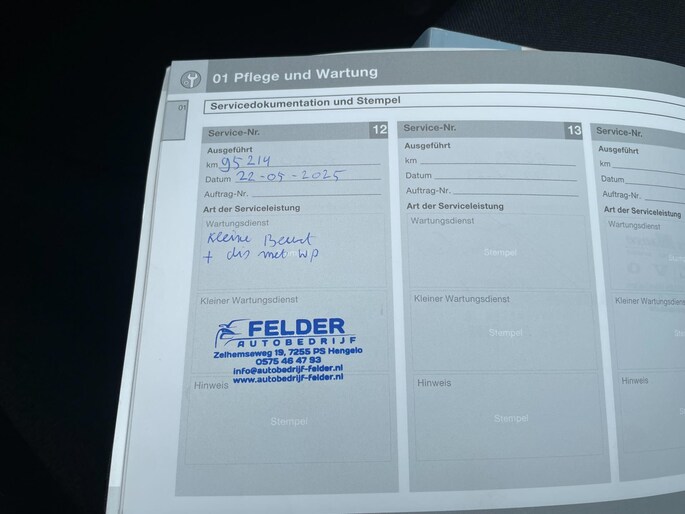 01 Pflege und Wartung
01
Servicedokumentation und Stempel
Service-Nr. 12
Ausgeführt
km 95214
Datum 22-05-2025
Auftrag-Nr.
Art der Serviceleistung
Wartungsdienst
Kleine Beurt
+ dis met WP
Kleiner Wartungsdienst
FELDER
AUTOBEDRIJF
Zelhemseweg 19, 7255 PS Hengelo
0575 46 47 93
info@autobedrijf-felder.nl
www.autobedrijf-felder.nl
Hinweis
Stempel
Service-Nr. 13
Ausgeführt
km
Datum
Auftrag-Nr.
Art der Serviceleistung
Wartungsdienst
Stempel
Kleiner Wartungsdienst
Stempel
Hinweis
Stempel
Service-Nr.
Ausgeführt
km
Datum
Auftrag-Nr.
Art der Serviceleistung
Wartungsdienst
Kleiner Wartungsdienst
Hinweis